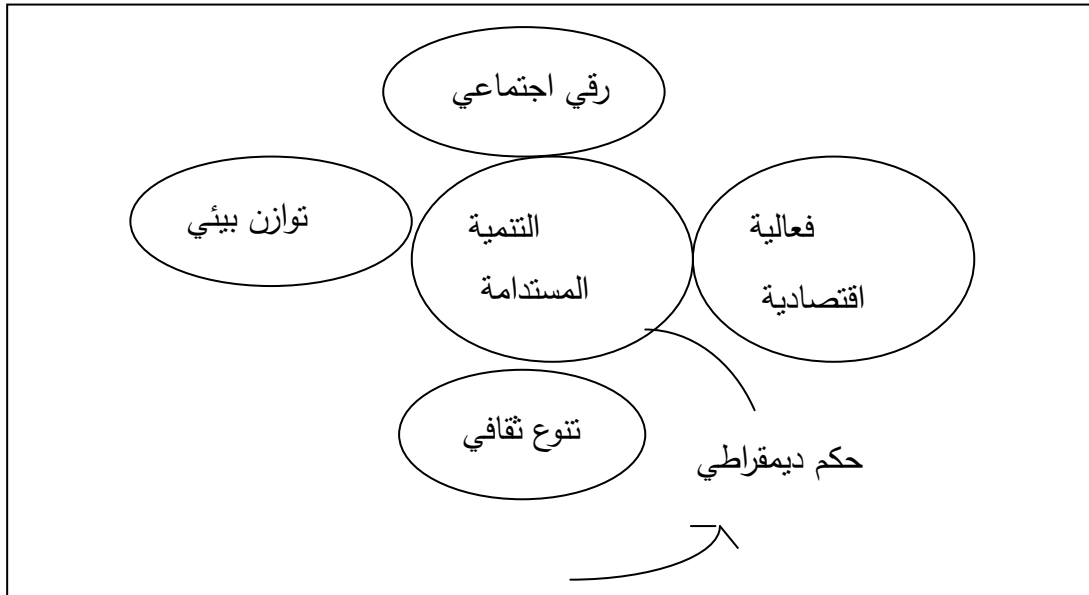 رقي اجتماعي
توازن بيئي
التنمية
المستدامة
فعالية
اقتصادية
تنوع ثقافي
حكم ديمقراطي